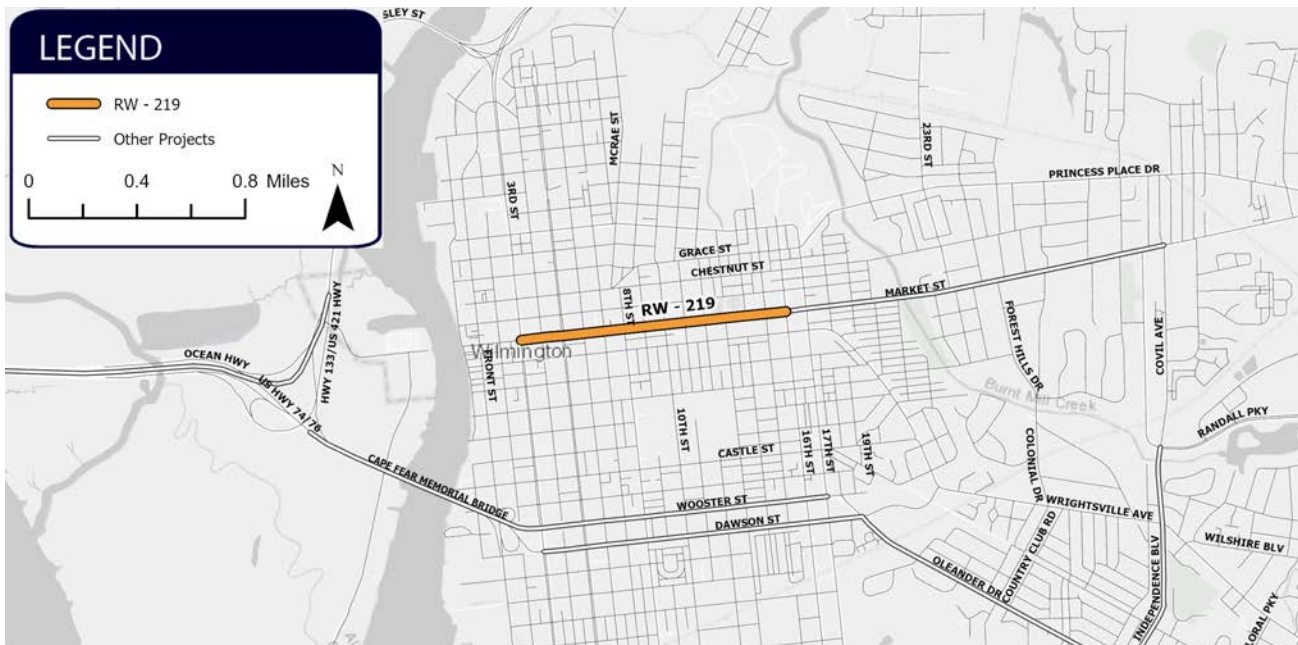 LEGEND
RW - 219
Other Projects
0 0.4 0.8 Miles
N
SLEY ST
MCRAE ST
3RD ST
23RD ST
PRINCESS PLACE DR
GRACE ST
CHESTNUT ST
8TH ST
RW - 219
MARKET ST
Wilmington
FRONT ST
OCEAN HWY
US HWY 74/76
HWY 133/US 421 HWY
FOREST HILLS DR
COVIL AVE
Burnt Mill Creek
RANDALL PKY
10TH ST
CASTLE ST
16TH ST
17TH ST
19TH ST
COLONIAL DR
CAPE FEAR MEMORIAL BRIDGE
WOOSTER ST
DAWSON ST
WRIGHTSVILLE AVE
COUNTRY CLUB RD
OLEANDER DR
INDEPENDENCE BLV
WILSHIRE BLV
LORAL PKY